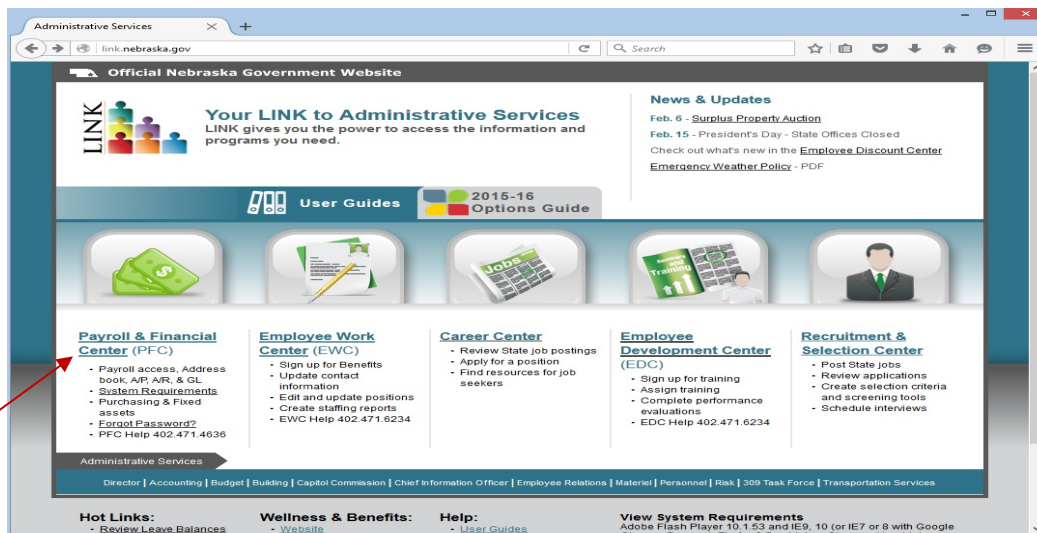 Administrative Services
link.nebraska.gov
Search
Official Nebraska Government Website
LINK
Your LINK to Administrative Services
LINK gives you the power to access the information and
programs you need.
News & Updates
Feb. 6 - Surplus Property Auction
Feb. 15 - President's Day - State Offices Closed
Check out what's new in the Employee Discount Center
Emergency Weather Policy - PDF
User Guides
2015-16
Options Guide
Jobs
Seminars
and
Training
Payroll & Financial
Center (PFC)
- Payroll access, Address
book, A/P, A/R, & GL
- System Requirements
- Purchasing & Fixed
assets
- Forgot Password?
- PFC Help 402.471.4636
Employee Work
Center (EWC)
- Sign up for Benefits
- Update contact
information
- Edit and update positions
- Create staffing reports
- EWC Help 402.471.6234
Career Center
- Review State job postings
- Apply for a position
- Find resources for job
seekers
Employee
Development Center
(EDC)
- Sign up for training
- Assign training
- Complete performance
evaluations
- EDC Help 402.471.6234
Recruitment &
Selection Center
- Post State jobs
- Review applications
- Create selection criteria
and screening tools
- Schedule interviews
Administrative Services
Director | Accounting | Budget | Building | Capitol Commission | Chief Information Officer | Employee Relations | Materiel | Personnel | Risk | 309 Task Force | Transportation Services
Hot Links:
- Review Leave Balances
Wellness & Benefits:
- Website
Help:
- User Guides
View System Requirements
Adobe Flash Player 10.1.53 and IE9, 10 (or IE7 or 8 with Google